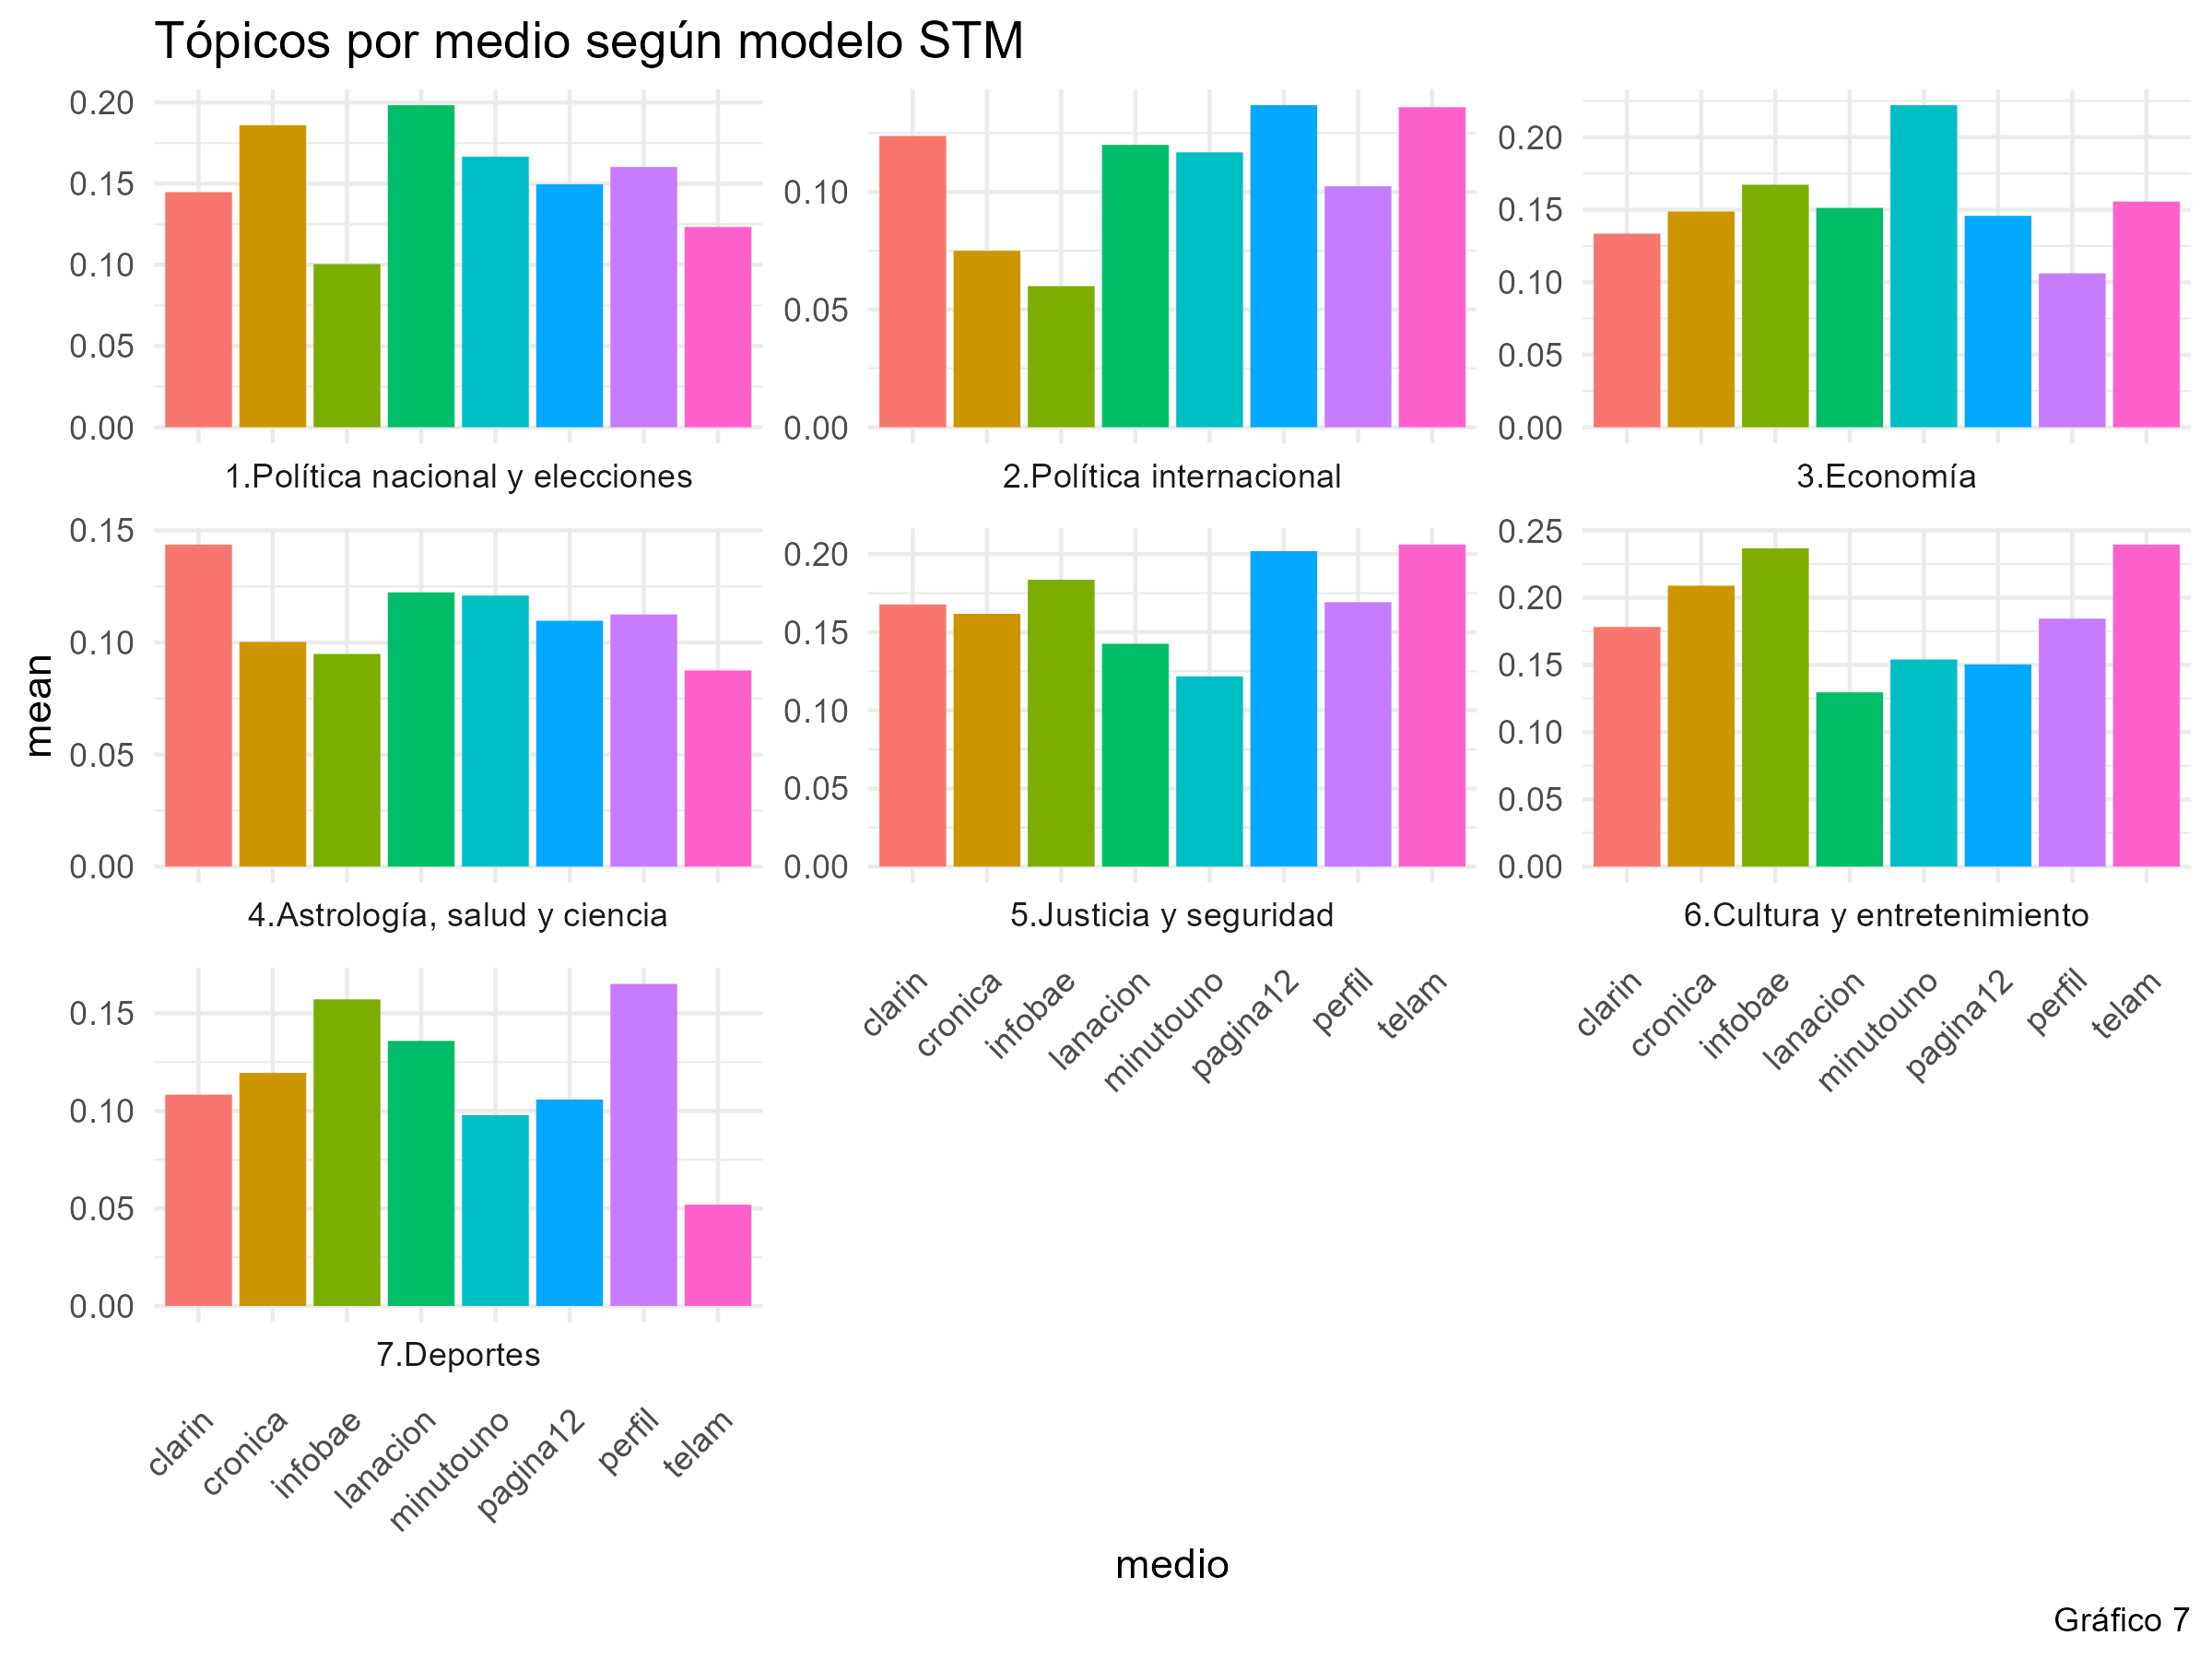 Tópicos por medio según modelo STM
mean
0.20
0.15
0.10
0.05
0.00
1.Política nacional y elecciones
0.10
0.05
0.00
2.Política internacional
0.20
0.15
0.10
0.05
0.00
3.Economía
0.15
0.10
0.05
0.00
4.Astrología, salud y ciencia
0.20
0.15
0.10
0.05
0.00
5.Justicia y seguridad
clarin
cronica
infobae
lanacion
minutouno
pagina12
perfil
telam
0.25
0.20
0.15
0.10
0.05
0.00
6.Cultura y entretenimiento
clarin
cronica
infobae
lanacion
minutouno
pagina12
perfil
telam
0.15
0.10
0.05
0.00
7.Deportes
clarin
cronica
infobae
lanacion
minutouno
pagina12
perfil
telam
medio
Gráfico 7